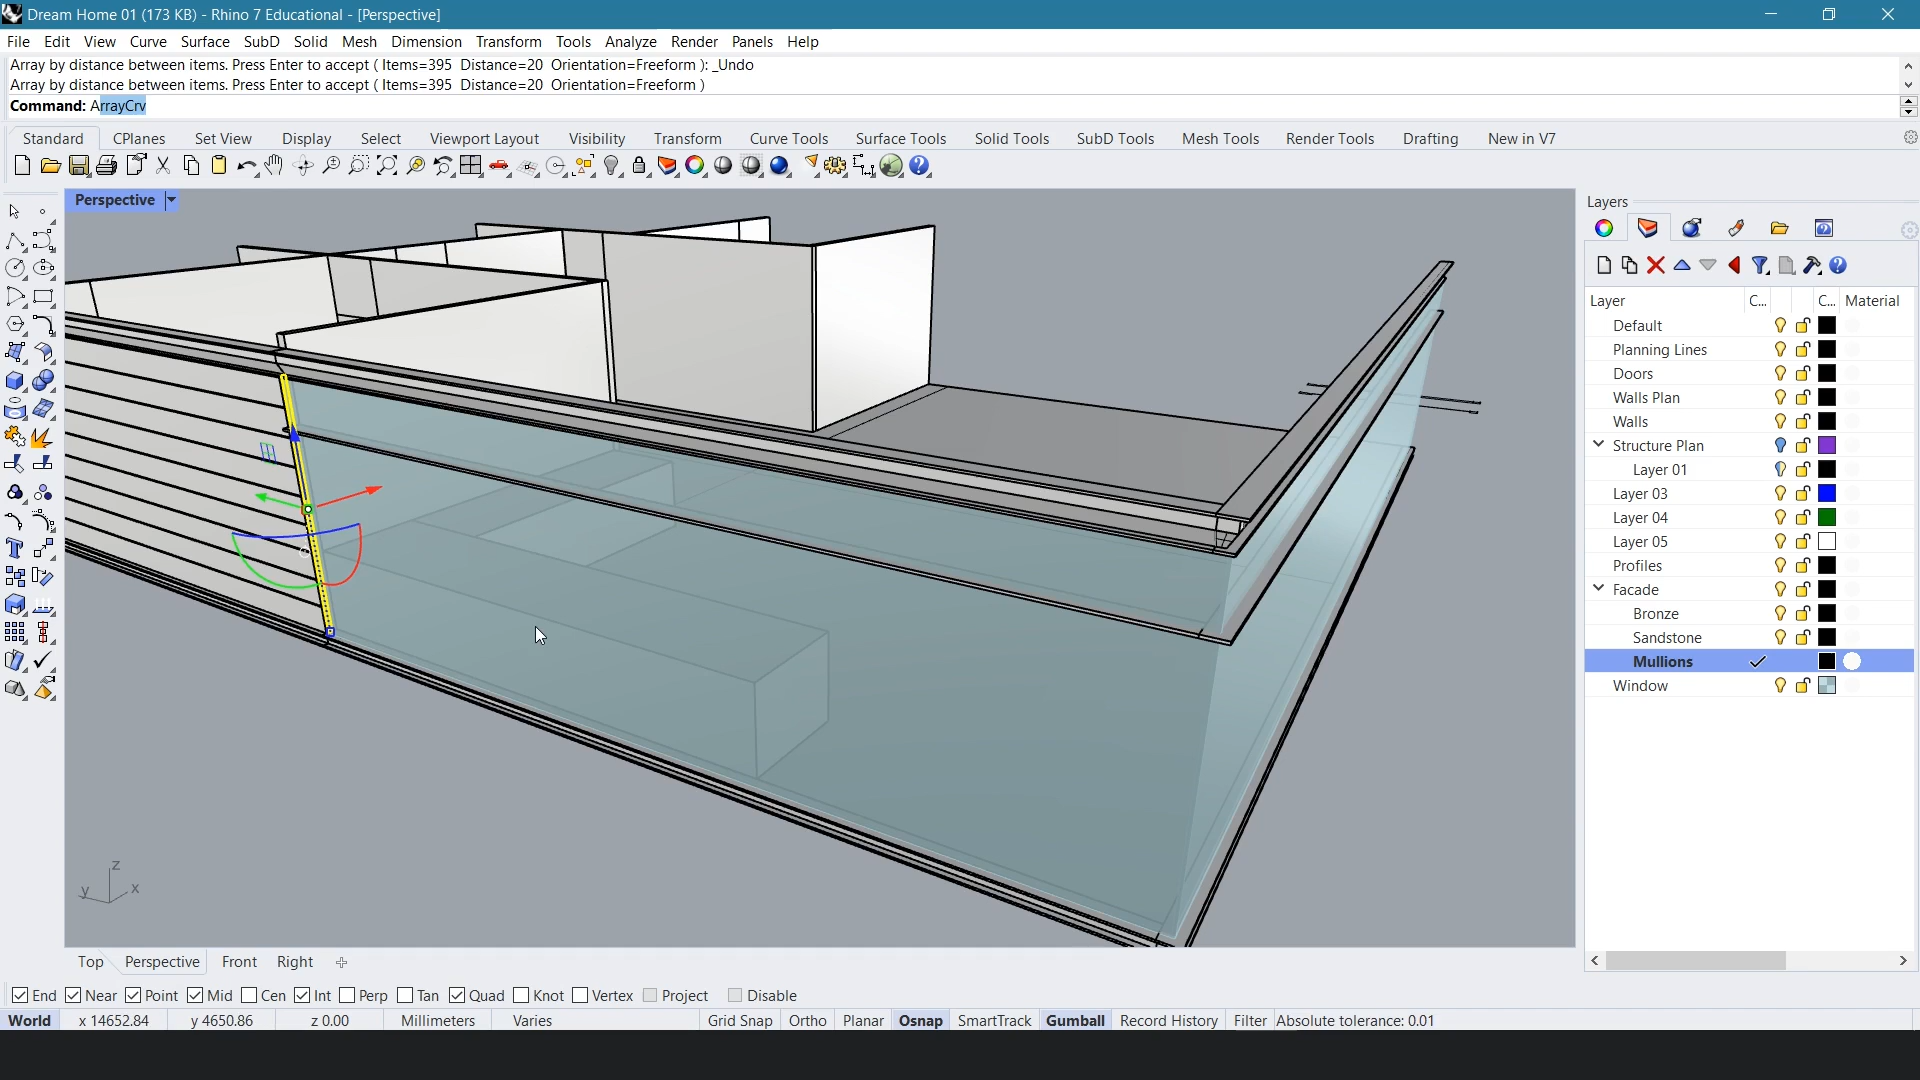 Dream Home 01 (173 KB) - Rhino 7 Educational - [Perspective]
File Edit View Curve Surface SubD Solid Mesh Dimension Transform Tools Analyze Render Panels Help
Array by distance between items. Press Enter to accept ( Items=395 Distance=20 Orientation=Freeform ): _Undo
Array by distance between items. Press Enter to accept ( Items=395 Distance=20 Orientation=Freeform )
Command: ArrayCrv
Standard CPlanes Set View Display Select Viewport Layout Visibility Transform Curve Tools Surface Tools Solid Tools SubD Tools Mesh Tools Render Tools Drafting New in V7
Perspective
Layers
Layer C... C... Material
Default
Planning Lines
Doors
Walls Plan
Walls
Structure Plan
Layer 01
Layer 03
Layer 04
Layer 05
Profiles
Facade
Bronze
Sandstone
Mullions
Window
z
y x
Top Perspective Front Right
End Near Point Mid Cen Int Perp Tan Quad Knot Vertex Project Disable
World x 14652.84 y 4650.86 z 0.00 Millimeters Varies Grid Snap Ortho Planar Osnap SmartTrack Gumball Record History Filter Absolute tolerance: 0.01